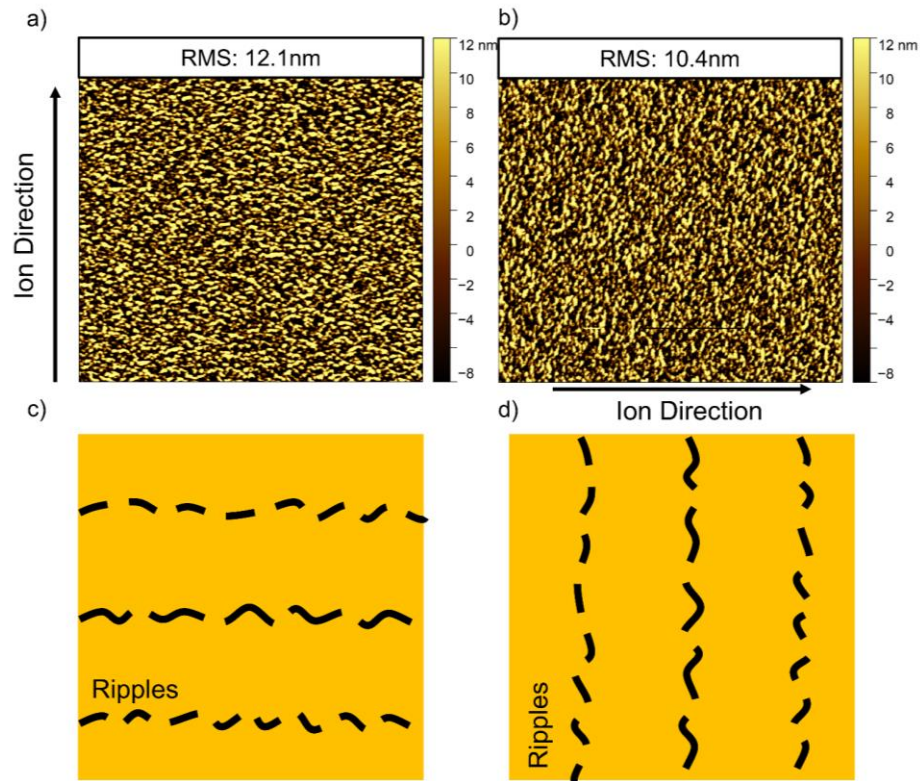 a)
RMS: 12.1nm
12 nm
10
8
6
4
2
0
−2
−4
−8
Ion Direction
b)
RMS: 10.4nm
12 nm
10
8
6
4
2
0
−2
−4
−8
Ion Direction
c)
Ripples
d)
Ripples